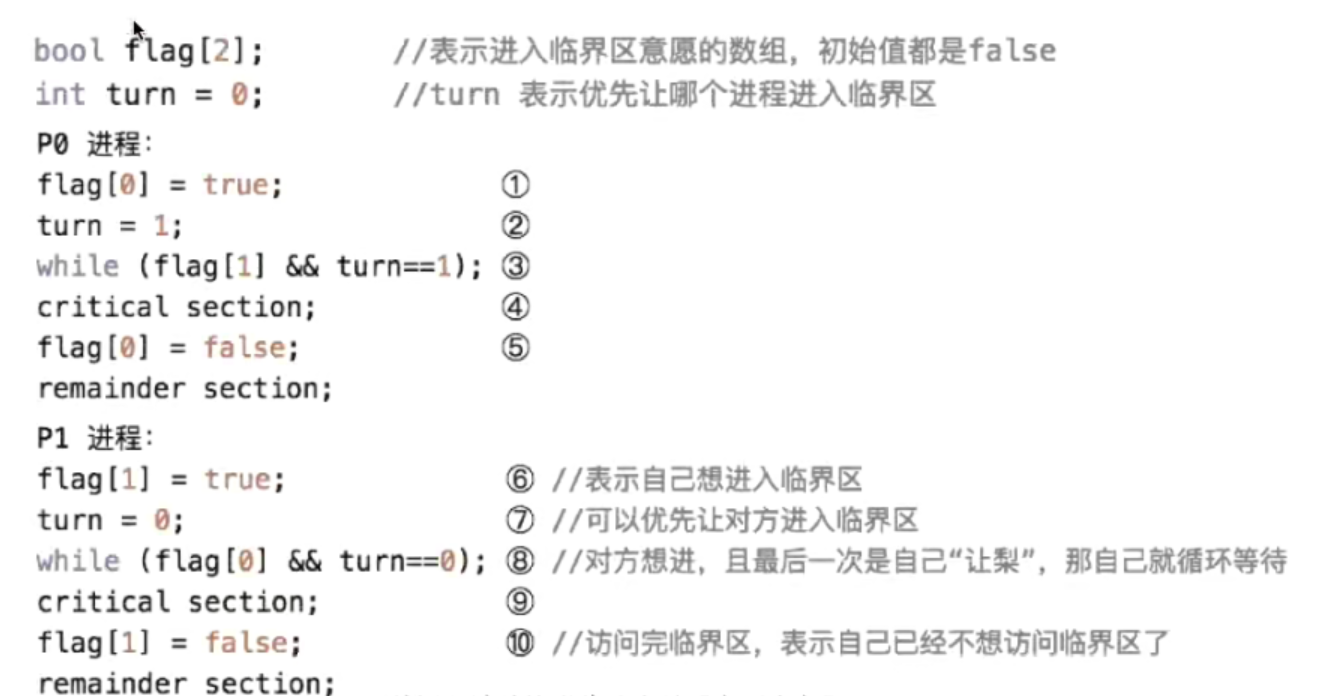 bool flag[2]; //表示进入临界区意愿的数组，初始值都是false
int turn = 0; //turn 表示优先让哪个进程进入临界区
P0 进程：
flag[0] = true; ①
turn = 1; ②
while (flag[1] && turn==1); ③
critical section; ④
flag[0] = false; ⑤
remainder section;
P1 进程：
flag[1] = true; ⑥ //表示自己想进入临界区
turn = 0; ⑦ //可以优先让对方进入临界区
while (flag[0] && turn==0); ⑧ //对方想进，且最后一次是自己“让梨”，那自己就循环等待
critical section; ⑨
flag[1] = false; ⑩ //访问完临界区，表示自己已经不想访问临界区了
remainder section;